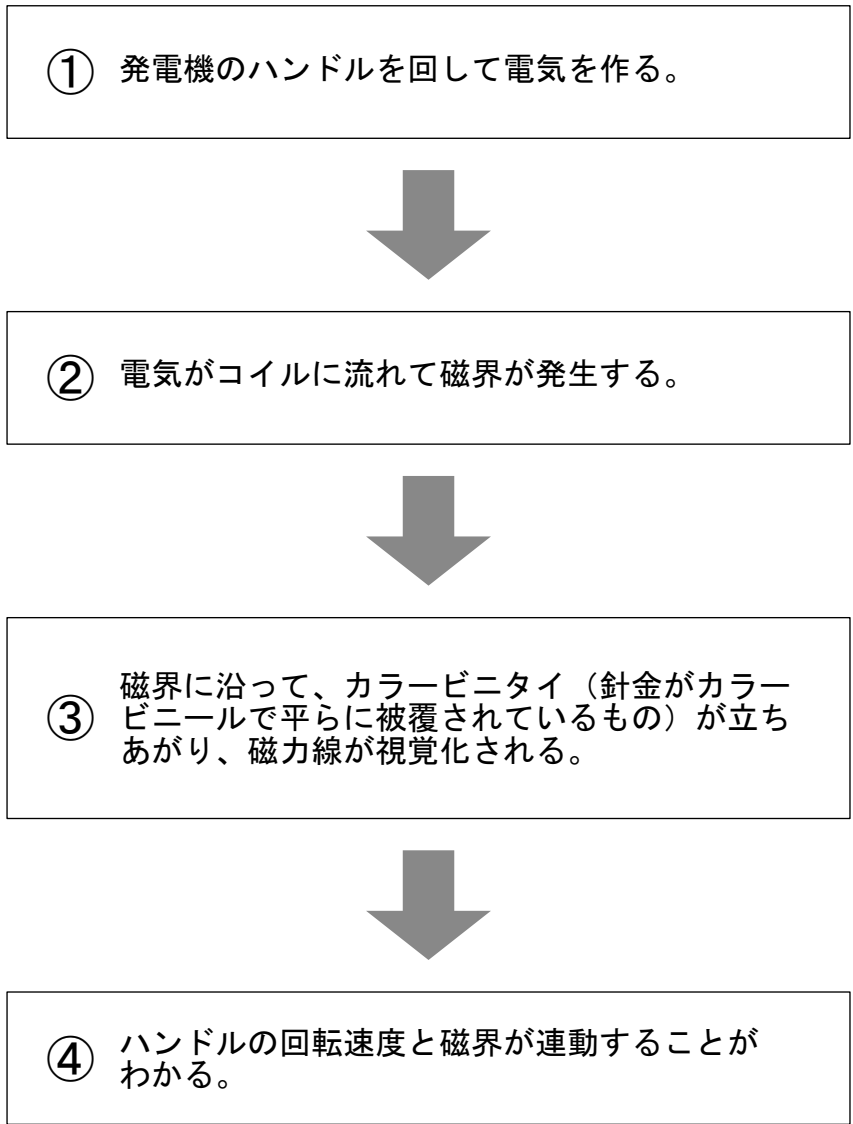 ① 発電機のハンドルを回して電気を作る。
② 電気がコイルに流れて磁界が発生する。
磁界に沿って、カラービニタイ（針金がカラー
③ ビニールで平らに被覆されているもの）が立ち
あがり、磁力線が視覚化される。
④ ハンドルの回転速度と磁界が連動することが
わかる。